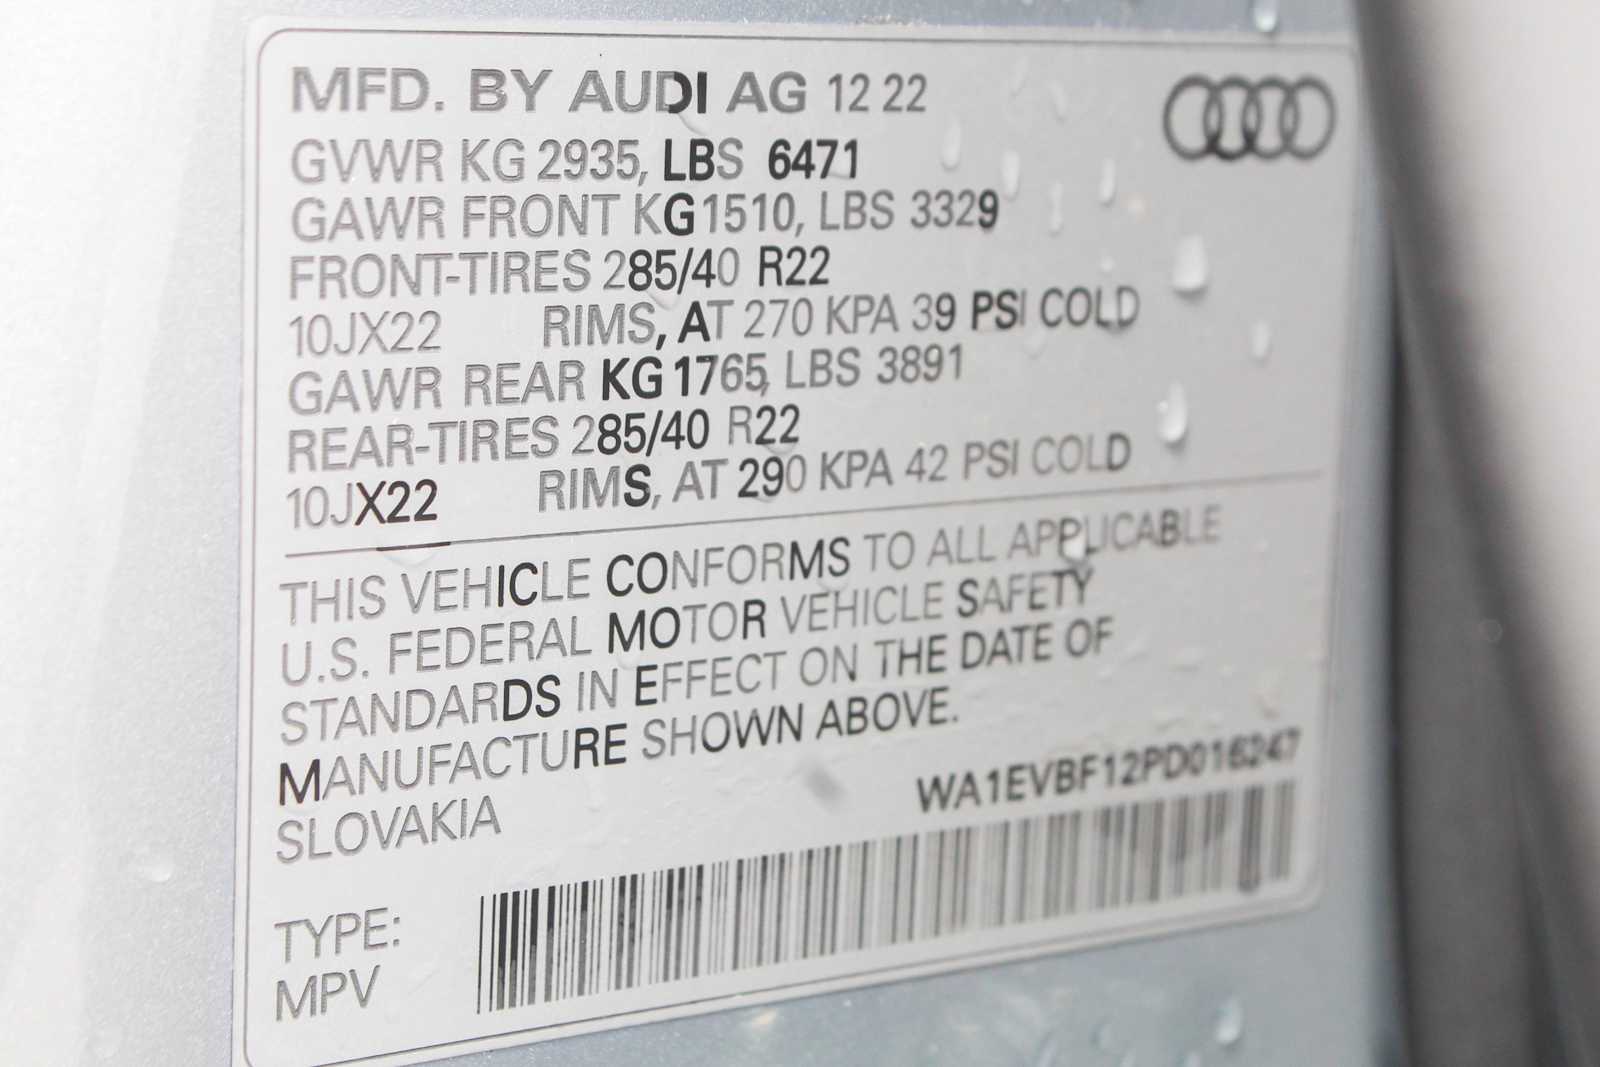 MFD. BY AUDI AG 12 22
GVWR KG 2935, LBS 6471
GAWR FRONT KG 1510, LBS 3329
FRONT-TIRES 285/40 R22
10JX22 RIMS, AT 270 KPA 39 PSI COLD
GAWR REAR KG 1765, LBS 3891
REAR-TIRES 285/40 R22
10JX22 RIMS, AT 290 KPA 42 PSI COLD
THIS VEHICLE CONFORMS TO ALL APPLICABLE
U.S. FEDERAL MOTOR VEHICLE SAFETY
STANDARDS IN EFFECT ON THE DATE OF
MANUFACTURE SHOWN ABOVE.
SLOVAKIA
WA1EVBF12PD016247
TYPE:
MPV